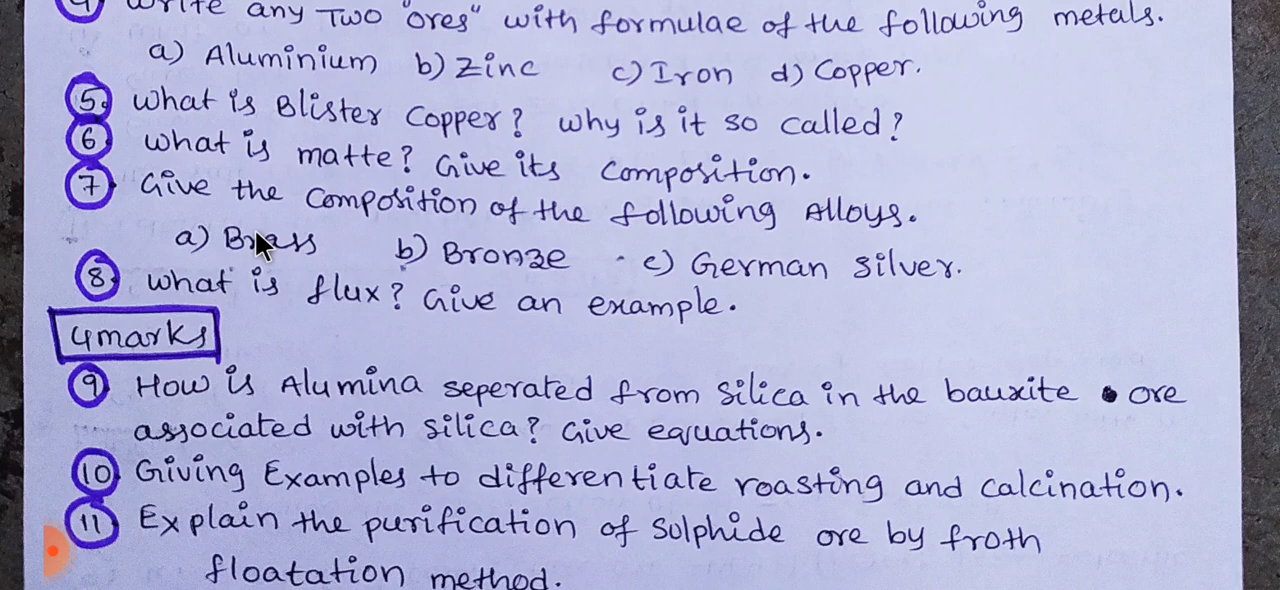 4) Write any Two "ores" with formulae of the following metals.
a) Aluminium b) Zinc c) Iron d) Copper.
5. What is Blister Copper? why is it so called?
6. what is matte? Give its composition.
7. Give the composition of the following Alloys.
a) Brass b) Bronze c) German silver.
8. what is flux? Give an example.
4marks
9. How is Alumina seperated from silica in the bauxite ore
associated with silica? Give equations.
10. Giving Examples to differentiate roasting and calcination.
11. Explain the purification of sulphide ore by froth
floatation method.